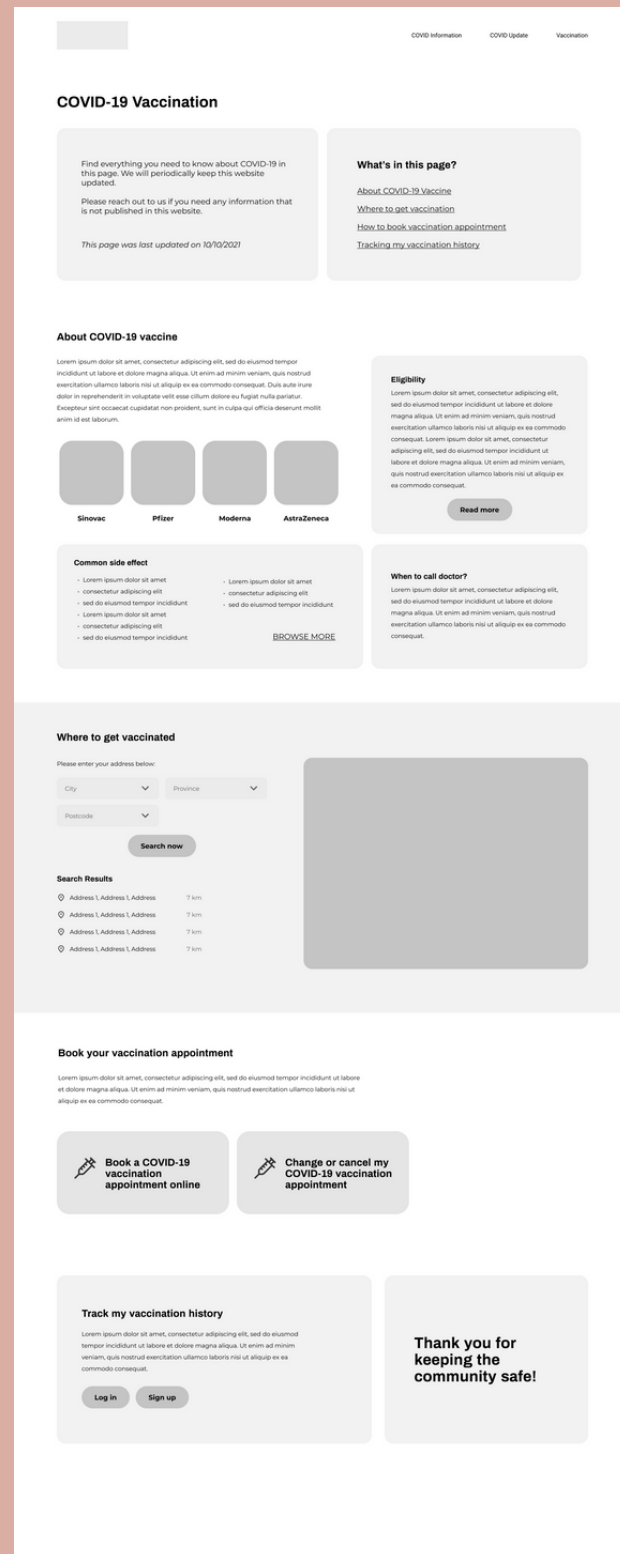 COVID Information
COVID Update
Vaccination
COVID-19 Vaccination
Find everything you need to know about COVID-19 in
this page. We will periodically keep this website
updated.
Please reach out to us if you need any information that
is not published in this website.
This page was last updated on 10/10/2021
What's in this page?
About COVID-19 Vaccine
Where to get vaccination
How to book vaccination appointment
Tracking my vaccination history
About COVID-19 vaccine
Lorem ipsum dolor sit amet, consectetur adipiscing elit, sed do eiusmod tempor
incididunt ut labore et dolore magna aliqua. Ut enim ad minim veniam, quis nostrud
exercitation ullamco laboris nisi ut aliquip ex ea commodo consequat. Duis aute irure
dolor in reprehenderit in voluptate velit esse cillum dolore eu fugiat nulla pariatur.
Excepteur sint occaecat cupidatat non proident, sunt in culpa qui officia deserunt mollit
anim id est laborum.
Sinovac
Pfizer
Moderna
AstraZeneca
Eligibility
Lorem ipsum dolor sit amet, consectetur adipiscing elit,
sed do eiusmod tempor incididunt ut labore et dolore
magna aliqua. Ut enim ad minim veniam, quis nostrud
exercitation ullamco laboris nisi ut aliquip ex ea commodo
consequat. Lorem ipsum dolor sit amet, consectetur
adipiscing elit, sed do eiusmod tempor incididunt ut
labore et dolore magna aliqua. Ut enim ad minim veniam,
quis nostrud exercitation ullamco laboris nisi ut aliquip ex
ea commodo consequat.
Read more
Common side effect
• Lorem ipsum dolor sit amet
• consectetur adipiscing elit
• sed do eiusmod tempor incididunt
• Lorem ipsum dolor sit amet
• consectetur adipiscing elit
• sed do eiusmod tempor incididunt
• Lorem ipsum dolor sit amet
• consectetur adipiscing elit
• sed do eiusmod tempor incididunt
BROWSE MORE
When to call doctor?
Lorem ipsum dolor sit amet, consectetur adipiscing elit,
sed do eiusmod tempor incididunt ut labore et dolore
magna aliqua. Ut enim ad minim veniam, quis nostrud
exercitation ullamco laboris nisi ut aliquip ex ea commodo
consequat.
Where to get vaccinated
Please enter your address below:
City
Province
Postcode
Search now
Search Results
Address 1, Address 1, Address 7 km
Address 1, Address 1, Address 7 km
Address 1, Address 1, Address 7 km
Address 1, Address 1, Address 7 km
Book your vaccination appointment
Lorem ipsum dolor sit amet, consectetur adipiscing elit, sed do eiusmod tempor incididunt ut labore
et dolore magna aliqua. Ut enim ad minim veniam, quis nostrud exercitation ullamco laboris nisi ut
aliquip ex ea commodo consequat.
Book a COVID-19
vaccination
appointment online
Change or cancel my
COVID-19 vaccination
appointment
Track my vaccination history
Lorem ipsum dolor sit amet, consectetur adipiscing elit, sed do eiusmod
tempor incididunt ut labore et dolore magna aliqua. Ut enim ad minim
veniam, quis nostrud exercitation ullamco laboris nisi ut aliquip ex ea
commodo consequat.
Log in
Sign up
Thank you for
keeping the
community safe!